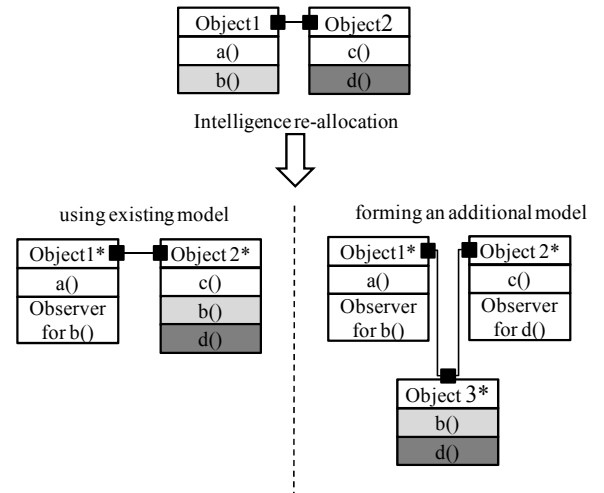 Object1
Object2
a()
c()
b()
d()
Intelligence re-allocation
using existing model
forming an additional model
Object1*
Object 2*
a()
c()
Observer
for b()
b()
d()
Object1*
Object 2*
a()
c()
Observer
for b()
Observer
for d()
Object 3*
b()
d()